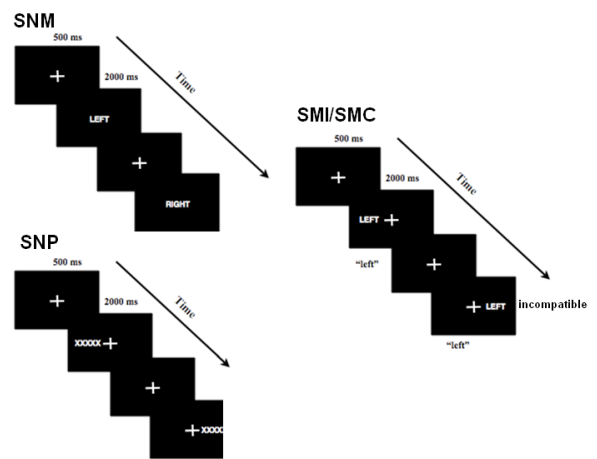 SNM
500 ms
2000 ms
Time
LEFT
RIGHT
SNP
500 ms
2000 ms
Time
XXXXX
XXXX
SMI/SMC
500 ms
2000 ms
Time
LEFT
“left”
LEFT
incompatible
“left”